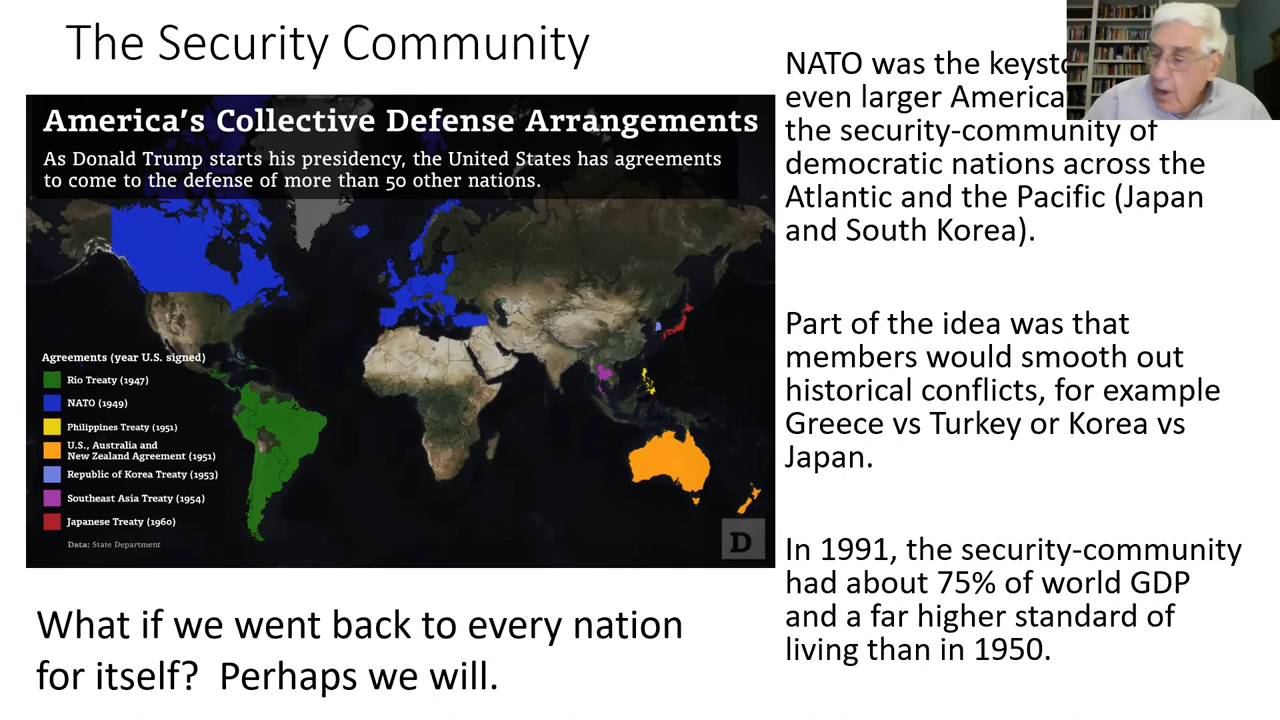 The Security Community
America's Collective Defense Arrangements
As Donald Trump starts his presidency, the United States has agreements
to come to the defense of more than 50 other nations.
Agreements (year U.S. signed)
Rio Treaty (1947)
NATO (1949)
Philippines Treaty (1951)
U.S., Australia and
New Zealand Agreement (1951)
Republic of Korea Treaty (1953)
Southeast Asia Treaty (1954)
Japanese Treaty (1960)
Data: State Department
D
What if we went back to every nation
for itself? Perhaps we will.
NATO was the
even larger
the security-community of
democratic nations across the
Atlantic and the Pacific (Japan
and South Korea).
Part of the idea was that
members would smooth out
historical conflicts, for example
Greece vs Turkey or Korea vs
Japan.
In 1991, the security-community
had about 75% of world GDP
and a far higher standard of
living than in 1950.